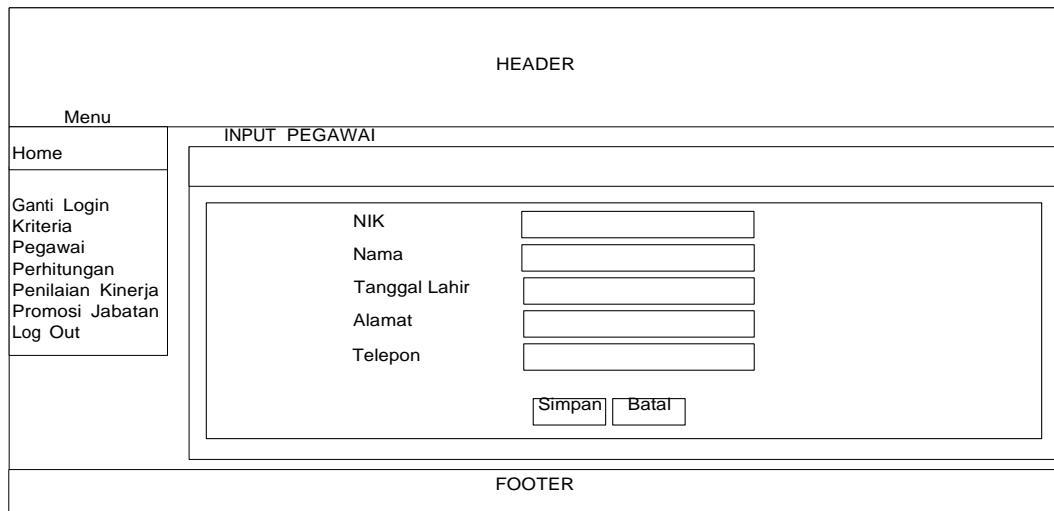 HEADER
Menu
INPUT PEGAWAI
Home
Ganti Login
Kriteria
Pegawai
Perhitungan
Penilaian Kinerja
Promosi Jabatan
Log Out
NIK
Nama
Tanggal Lahir
Alamat
Telepon
Simpan Batal
FOOTER